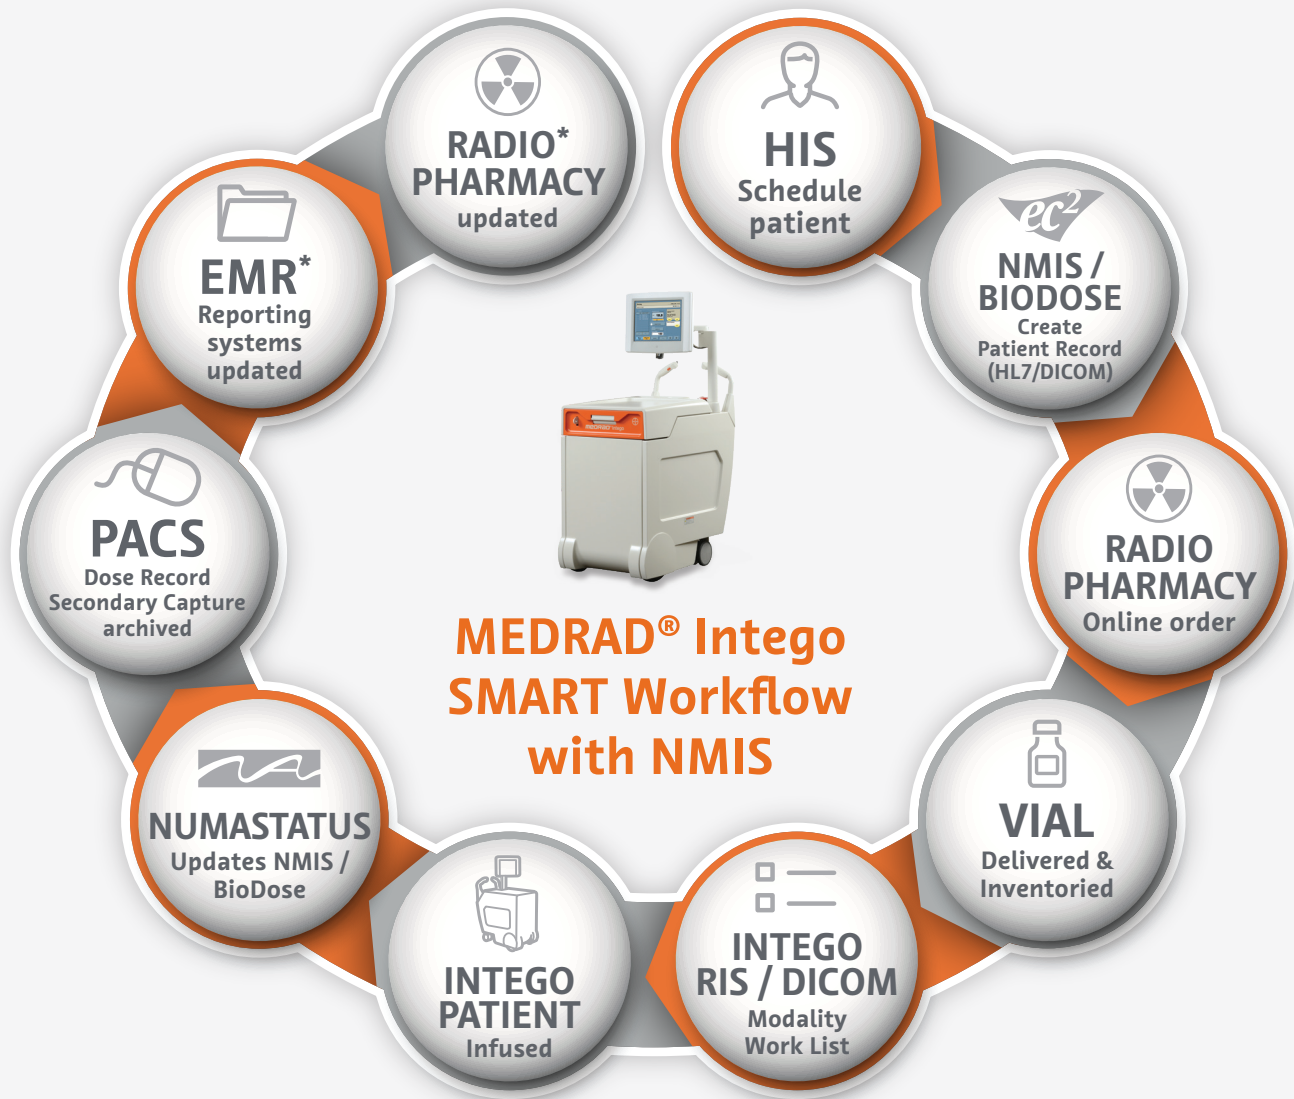 HIS
Schedule
patient
ec2
NMIS /
BIODOSE
Create
Patient Record
(HL7/DICOM)
RADIO
PHARMACY
Online order
VIAL
Delivered &
Inventoried
INTEGO
RIS / DICOM
Modality
Work List
INTEGO
PATIENT
Infused
NUMASTATUS
Updates NMIS /
BioDose
PACS
Dose Record
Secondary Capture
archived
EMR*
Reporting
systems
updated
RADIO*
PHARMACY
updated
MEDRAD® Intego
SMART Workflow
with NMIS